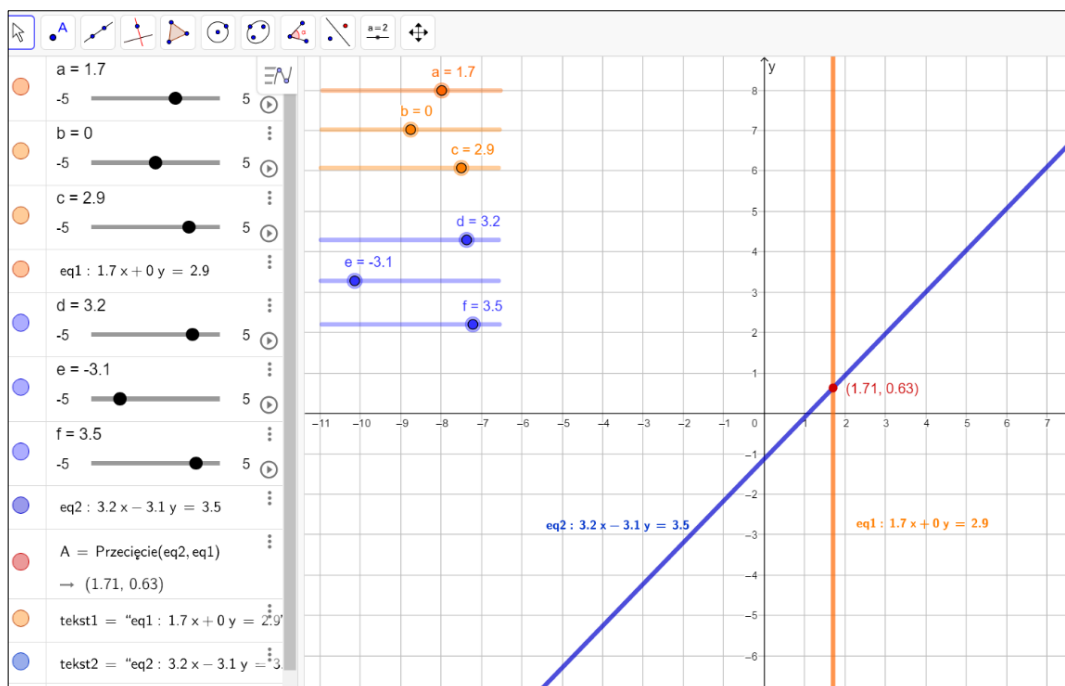 A
a=2
a = 1.7
-5
5
b = 0
-5
5
c = 2.9
-5
5
eq1 : 1.7 x + 0 y = 2.9
d = 3.2
-5
5
e = -3.1
-5
5
f = 3.5
-5
5
eq2 : 3.2 x − 3.1 y = 3.5
A = Przecięcie(eq2, eq1)
→ (1.71, 0.63)
tekst1 = “eq1 : 1.7 x + 0 y = 2.9”
tekst2 = “eq2 : 3.2 x − 3.1 y = 3.
a = 1.7
b = 0
c = 2.9
d = 3.2
e = -3.1
f = 3.5
y
8
7
6
5
4
3
2
1
(1.71, 0.63)
−11 −10 −9 −8 −7 −6 −5 −4 −3 −2 −1 0 1 2 3 4 5 6 7
−1
−2
eq2 : 3.2 x − 3.1 y = 3.5
eq1 : 1.7 x + 0 y = 2.9
−3
−4
−5
−6